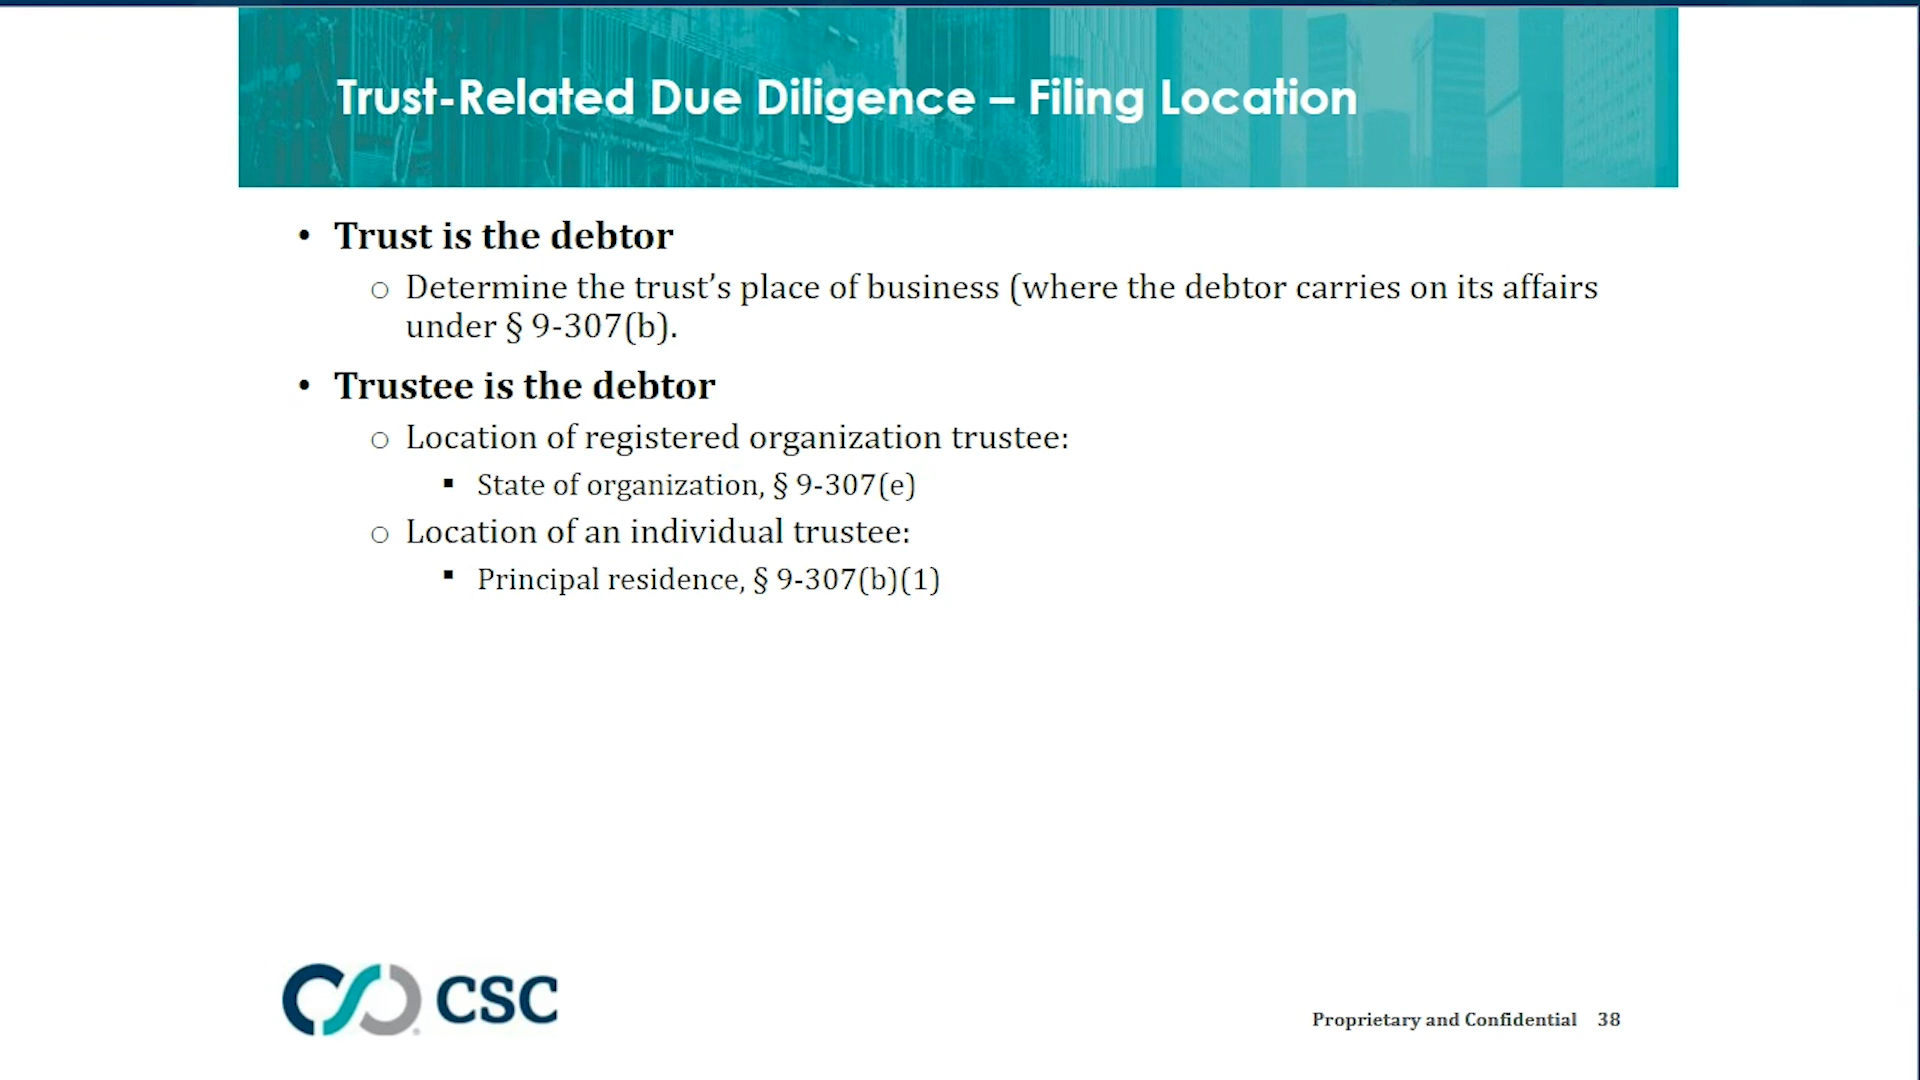 Trust-Related Due Diligence – Filing Location
• Trust is the debtor
○ Determine the trust’s place of business (where the debtor carries on its affairs
under § 9-307(b).
• Trustee is the debtor
○ Location of registered organization trustee:
▪ State of organization, § 9-307(e)
○ Location of an individual trustee:
▪ Principal residence, § 9-307(b)(1)
CSC
Proprietary and Confidential 38